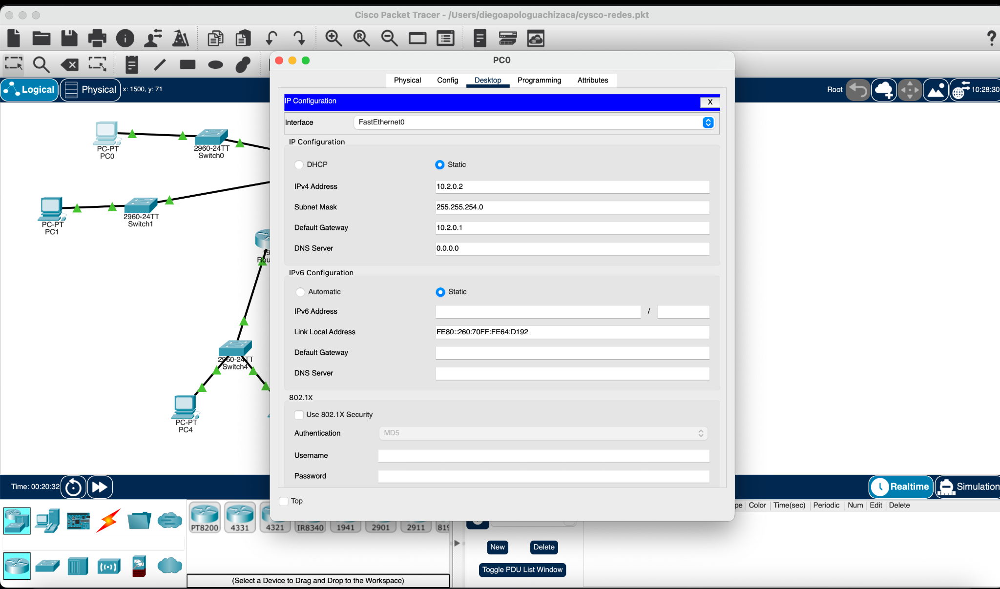 Cisco Packet Tracer - /Users/diegoapologuachizaca/cysco-redes.pkt
?
PC0
Physical Config Desktop Programming Attributes
Logical
Physical
x: 1500, y: 71
Root
10:28:30
IP Configuration
X
Interface
FastEthernet0
IP Configuration
DHCP
Static
IPv4 Address
10.2.0.2
Subnet Mask
255.255.254.0
Default Gateway
10.2.0.1
DNS Server
0.0.0.0
IPv6 Configuration
Automatic
Static
IPv6 Address
/
Link Local Address
FE80::260:70FF:FE64:D192
Default Gateway
DNS Server
802.1X
Use 802.1X Security
Authentication
MD5
Username
Password
Top
PC-PT
PC0
2960-24TT
Switch0
PC-PT
PC1
2960-24TT
Switch1
19
Rou
2960-24TT
Switch4
PC-PT
PC4
Time: 00:20:32
Realtime
Simulation
PT8200
4331
4321
IR8340
1941
2901
2911
819
pe Color Time(sec) Periodic Num Edit Delete
New
Delete
Toggle PDU List Window
(Select a Device to Drag and Drop to the Workspace)